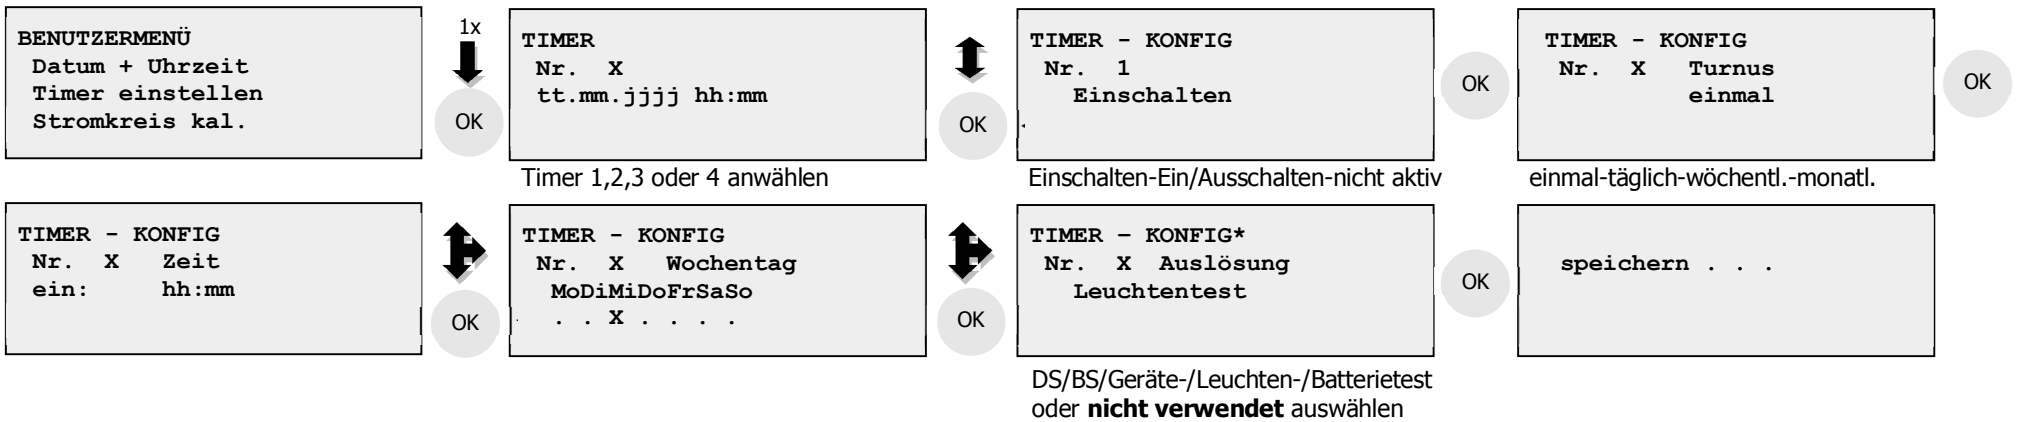 BENUTZERMENÜ
Datum + Uhrzeit
Timer einstellen
Stromkreis kal.
1x
OK
TIMER
Nr. X
tt.mm.jjjj hh:mm
Timer 1,2,3 oder 4 anwählen
OK
TIMER - KONFIG
Nr. 1
Einschalten
Einschalten-Ein/Ausschalten-nicht aktiv
OK
TIMER - KONFIG
Nr. X Turnus
einmal
einmal-täglich-wöchentl.-monatl.
OK
TIMER - KONFIG
Nr. X Zeit
ein: hh:mm
OK
TIMER - KONFIG
Nr. X Wochentag
MoDiMiDoFrSaSo
. . X . . . .
OK
TIMER – KONFIG*
Nr. X Auslösung
Leuchtentest
DS/BS/Geräte-/Leuchten-/Batterietest
oder nicht verwendet auswählen
OK
speichern . . .